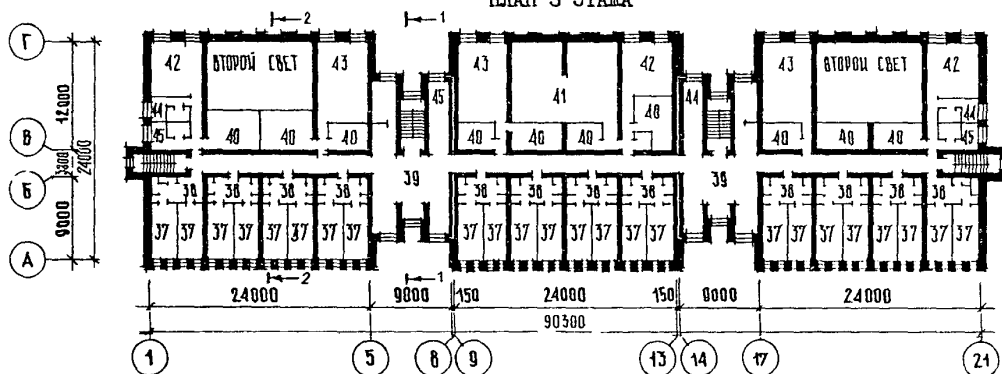 ПЛАН 3 ЭТАЖА
2 1
Г
42 ВТОРОЙ СВЕТ 43 45 43 41 42 44 43 ВТОРОЙ СВЕТ 42
12000 24000
44 45 40 40 40 40 40 40 40 40 40 40 44 45
В
3000
39 39
Б
38 38 38 38 38 38 38 38 38 38 38 38
9000
37 37 37 37 37 37 37 37 37 37 37 37 37 37 37 37 37 37 37 37 37 37 37 37
А
2 1
24000 9000 150 24000 150 9000 24000
90300
1 5 8 9 13 14 17 21